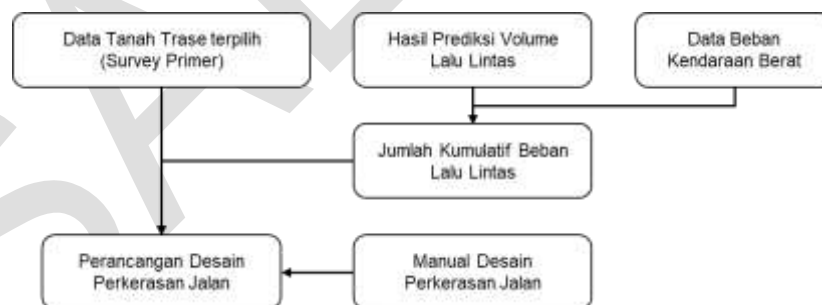 Data Tanah Trase terpilih
(Survey Primer)
Hasil Prediksi Volume
Lalu Lintas
Data Beban
Kendaraan Berat
Jumlah Kumulatif Beban
Lalu Lintas
Perancangan Desain
Perkerasan Jalan
Manual Desain
Perkerasan Jalan